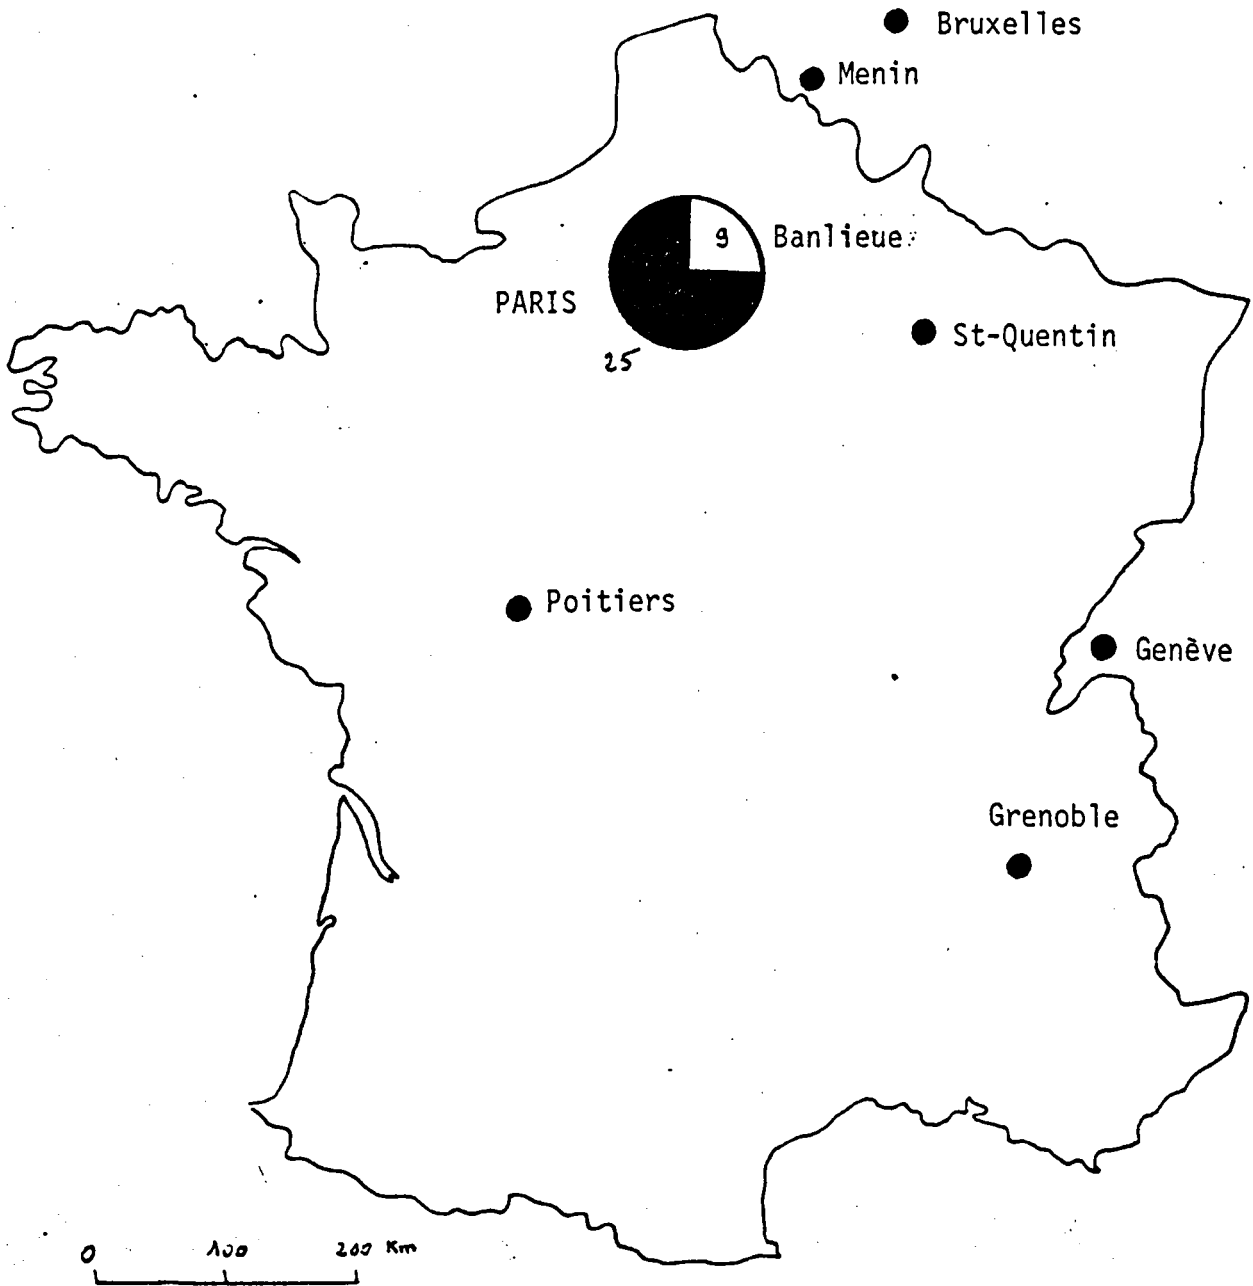 Bruxelles
Menin
9 Banlieue
PARIS
25
St-Quentin
Poitiers
Genève
Grenoble
0 100 200 Km